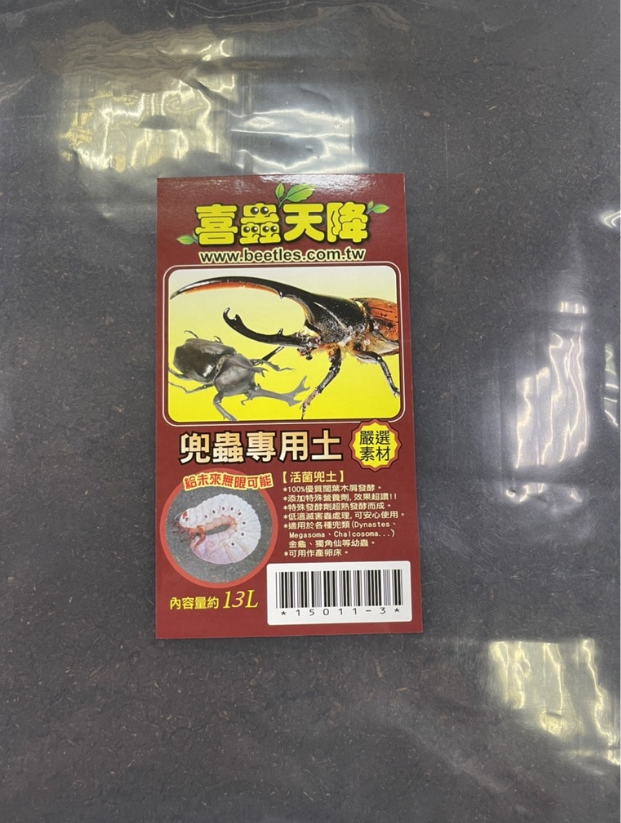 喜蟲天降
www.beetles.com.tw
兜蟲專用土
嚴選
素材
給未來無限可能
【活菌兜土】
*100%優質闊葉木屑發酵。
*添加特殊營養劑,效果超讚!!
*特殊發酵劑超熟發酵而成。
*低溫滅害蟲處理,可安心使用。
*適用於各種兜類(Dynastes、
Megasoma、Chalcosoma...)
金龜、獨角仙等幼蟲。
*可用作產卵床。
內容量約 13L
*15011-3*